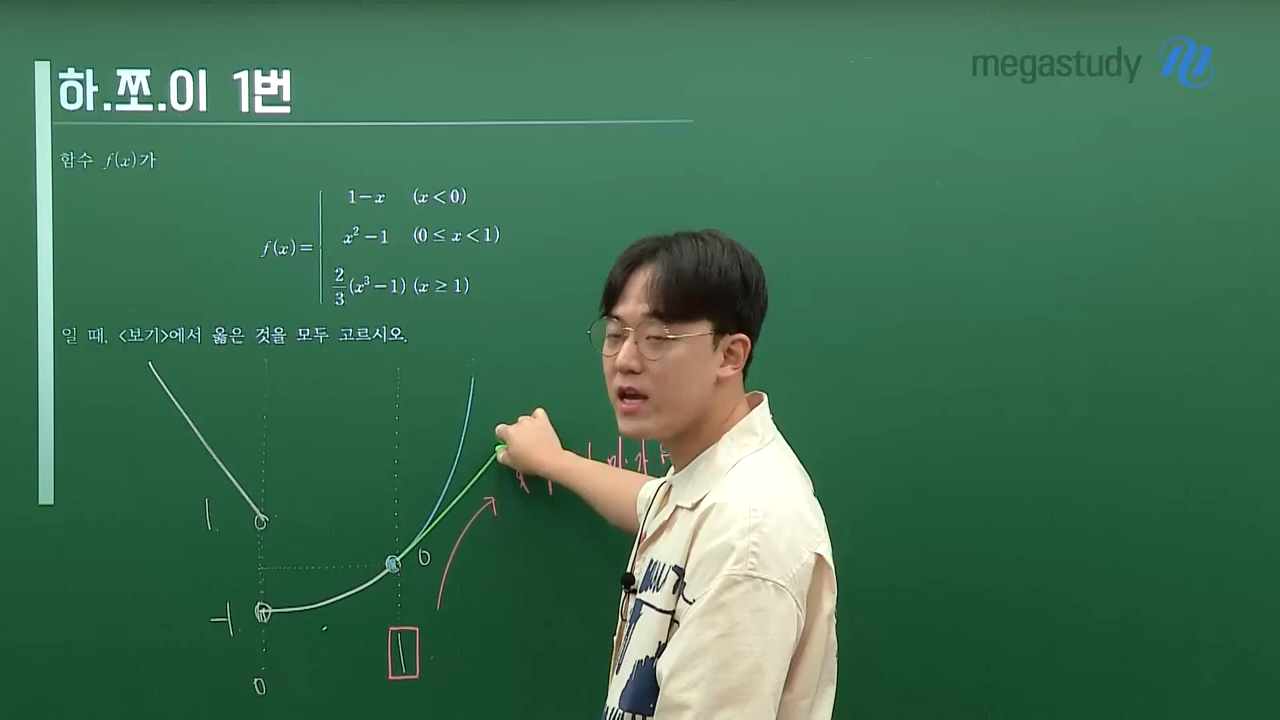 megastudy
하.쪼.이 1번
함수 f(x)가
1-x (x<0)
f(x)= x²-1 (0≤x<1)
2/3(x³-1) (x≥1)
일 때, <보기>에서 옳은 것을 모두 고르시오.
1
0
-1
1
0